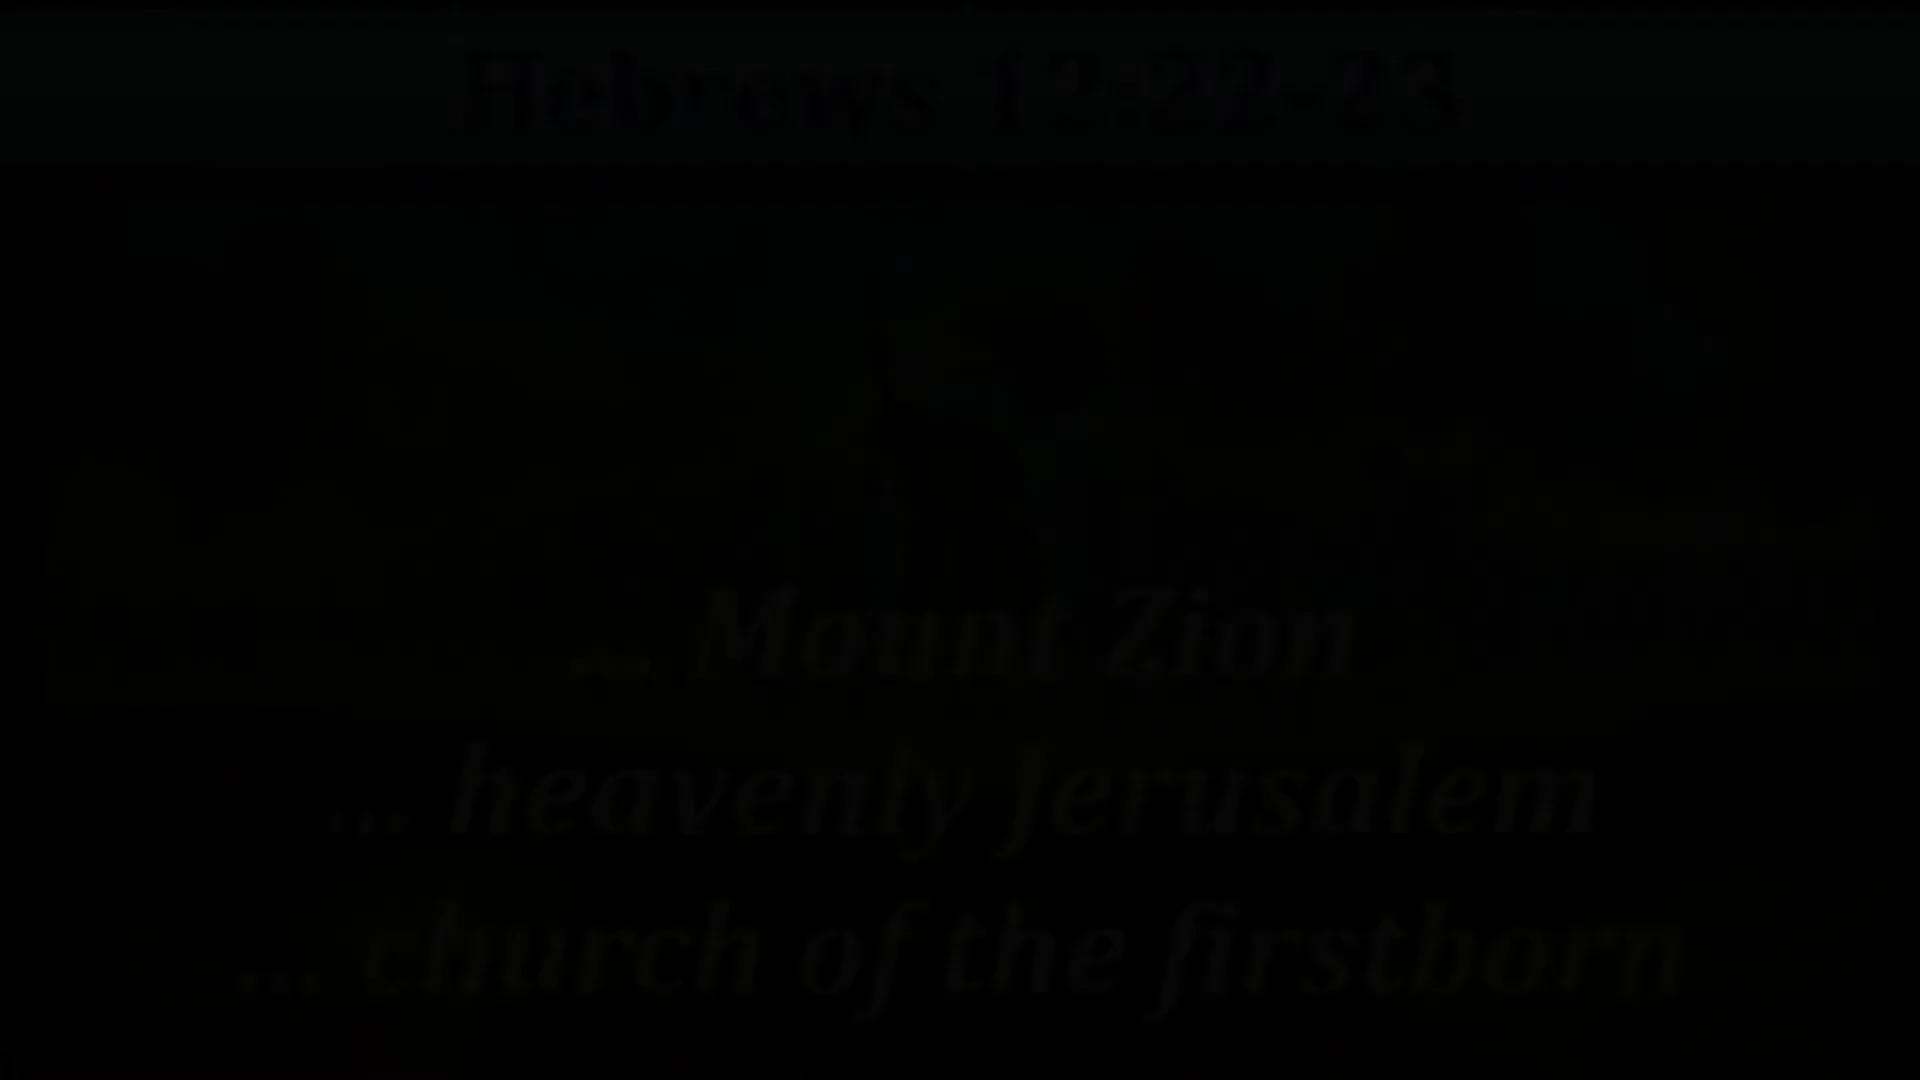 Hebrews 12:22-23
... Mount Zion
... heavenly Jerusalem
... church of the firstborn